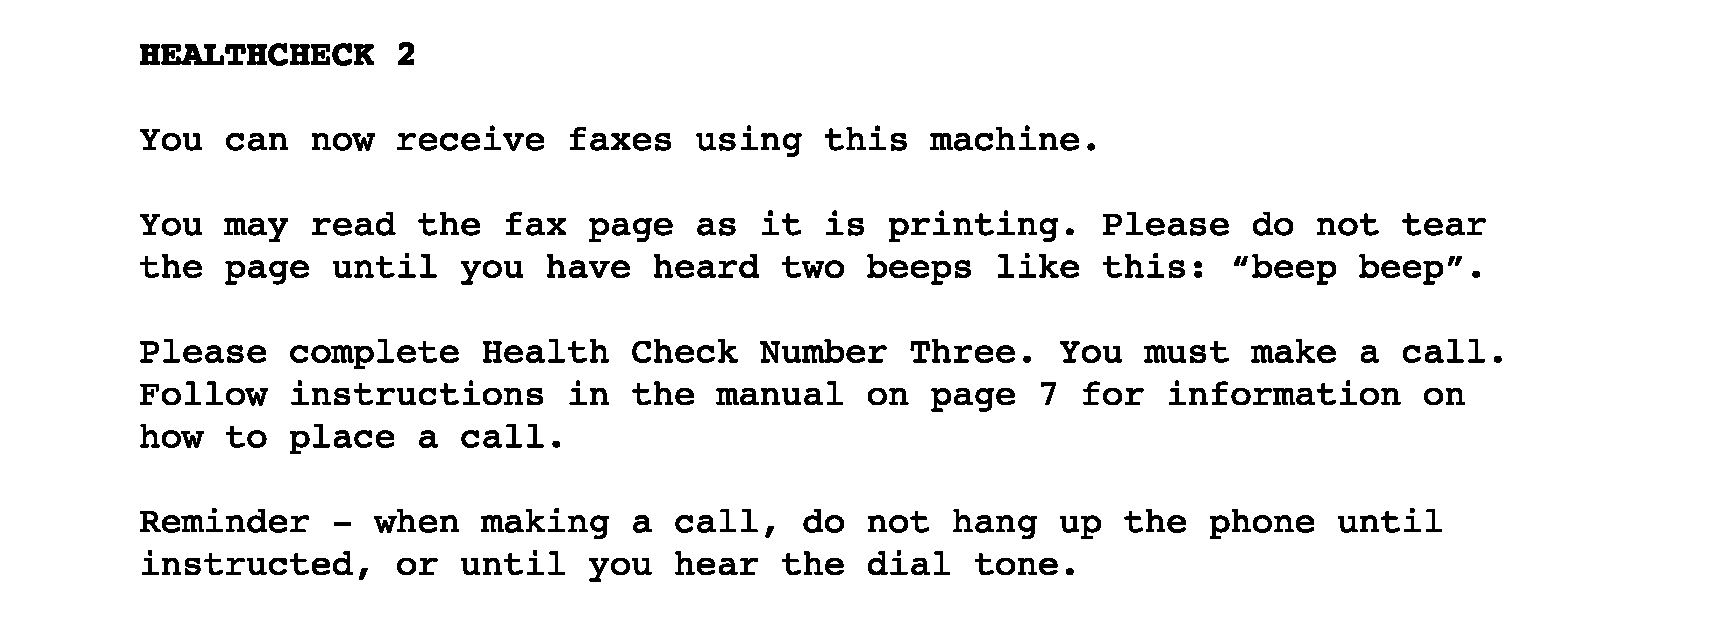 HEALTHCHECK 2
You can now receive faxes using this machine.
You may read the fax page as it is printing. Please do not tear
the page until you have heard two beeps like this: “beep beep”.
Please complete Health Check Number Three. You must make a call.
Follow instructions in the manual on page 7 for information on
how to place a call.
Reminder – when making a call, do not hang up the phone until
instructed, or until you hear the dial tone.